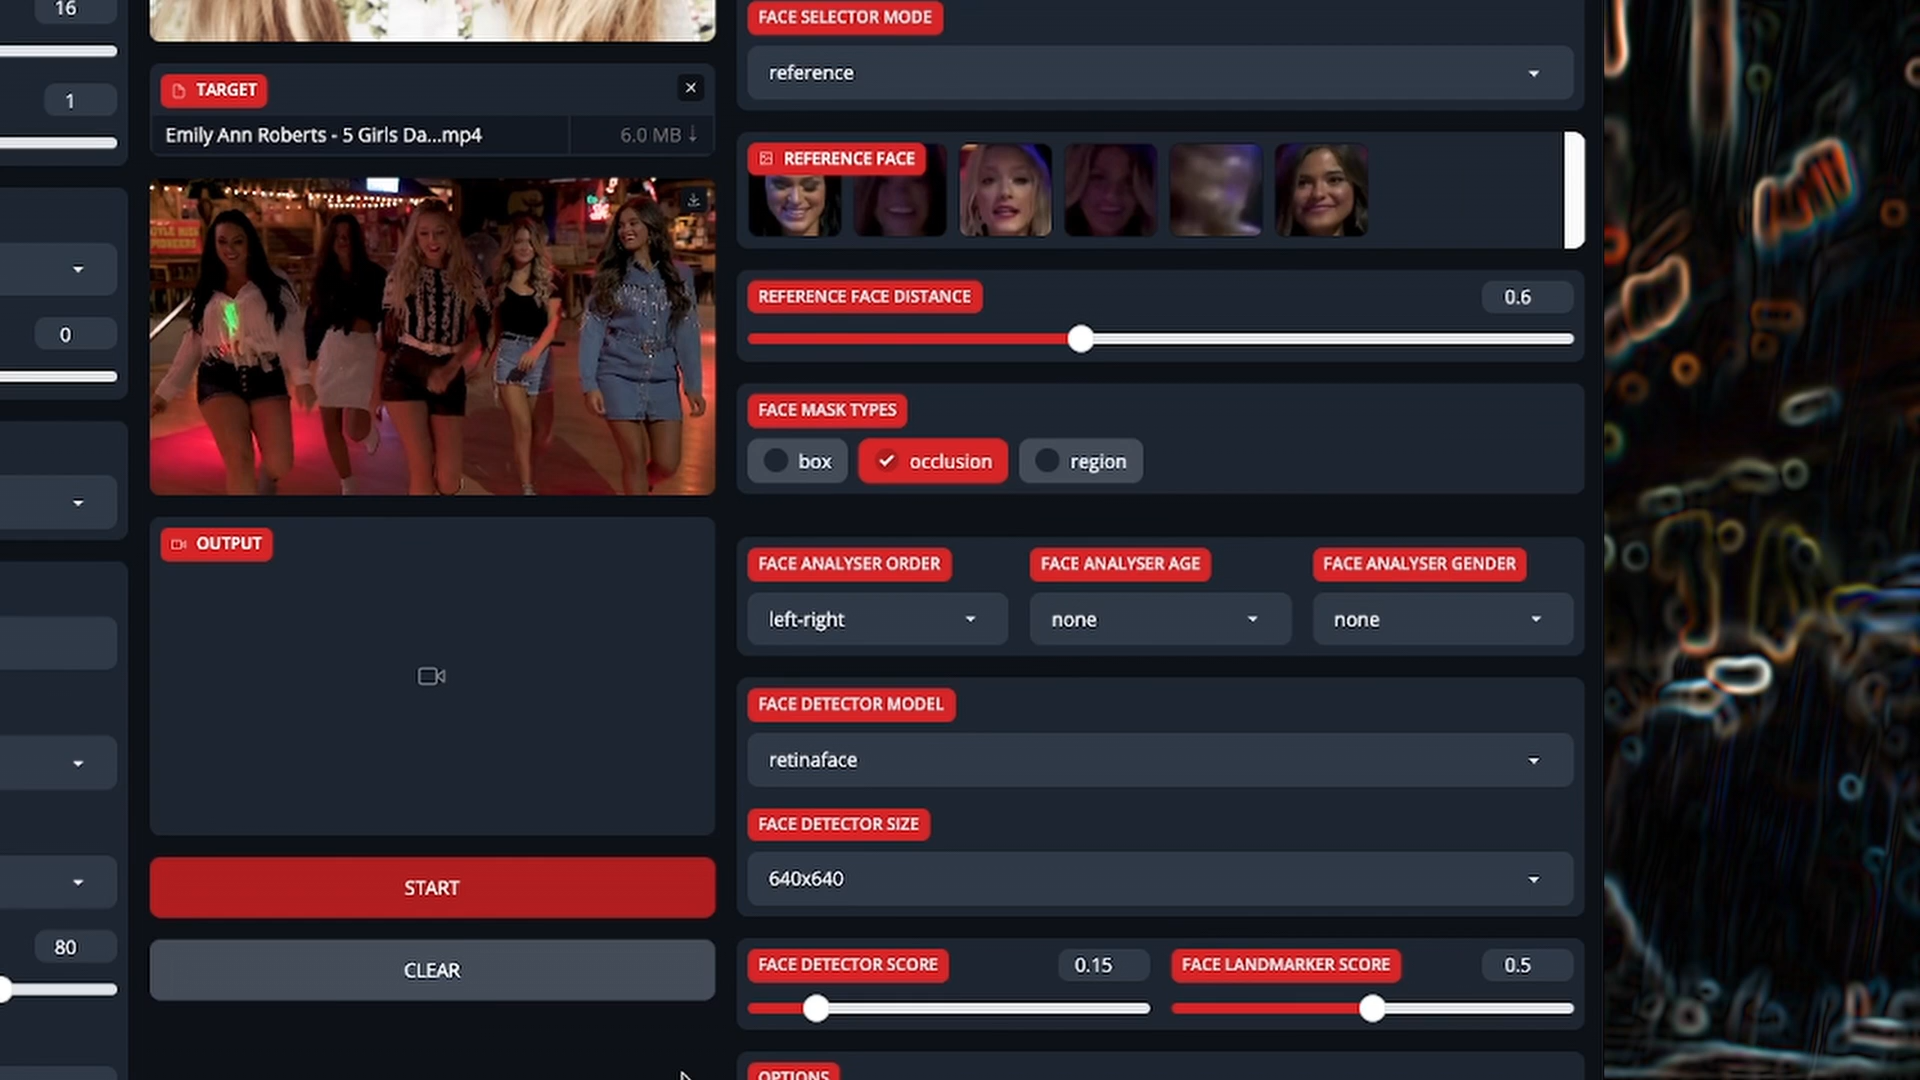 16
1
0
80
TARGET
Emily Ann Roberts - 5 Girls Da...mp4
6.0 MB ↓
OUTPUT
START
CLEAR
FACE SELECTOR MODE
reference
REFERENCE FACE
REFERENCE FACE DISTANCE
0.6
FACE MASK TYPES
box
occlusion
region
FACE ANALYSER ORDER
FACE ANALYSER AGE
FACE ANALYSER GENDER
left-right
none
none
FACE DETECTOR MODEL
retinaface
FACE DETECTOR SIZE
640x640
FACE DETECTOR SCORE
0.15
FACE LANDMARKER SCORE
0.5
OPTIONS